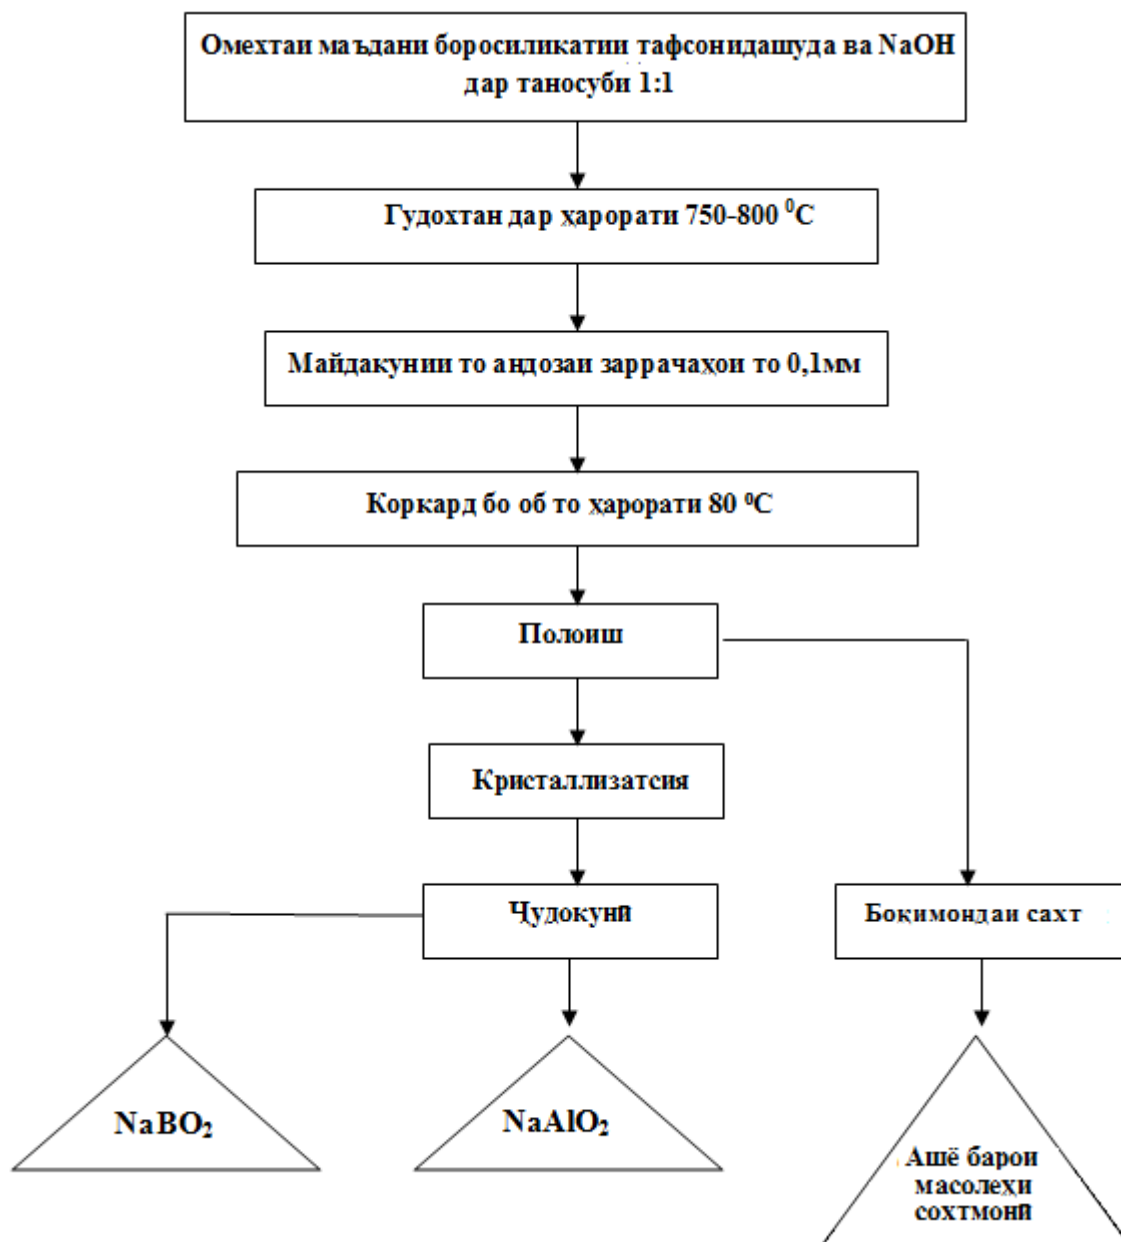 Омехтаи маъдани боросиликатии тафсонидашуда ва NaOH
дар таносуби 1:1
Гудохтан дар ҳарорати 750-800 ⁰C
Майдакунии то андозаи заррачаҳои то 0,1мм
Коркард бо об то ҳарорати 80 ⁰C
Полоиш
Кристаллизатсия
Ҷудокунӣ
Боқимондаи сахт
NaBO₂
NaAlO₂
Ашё барои
масолеҳи
сохтмонӣ